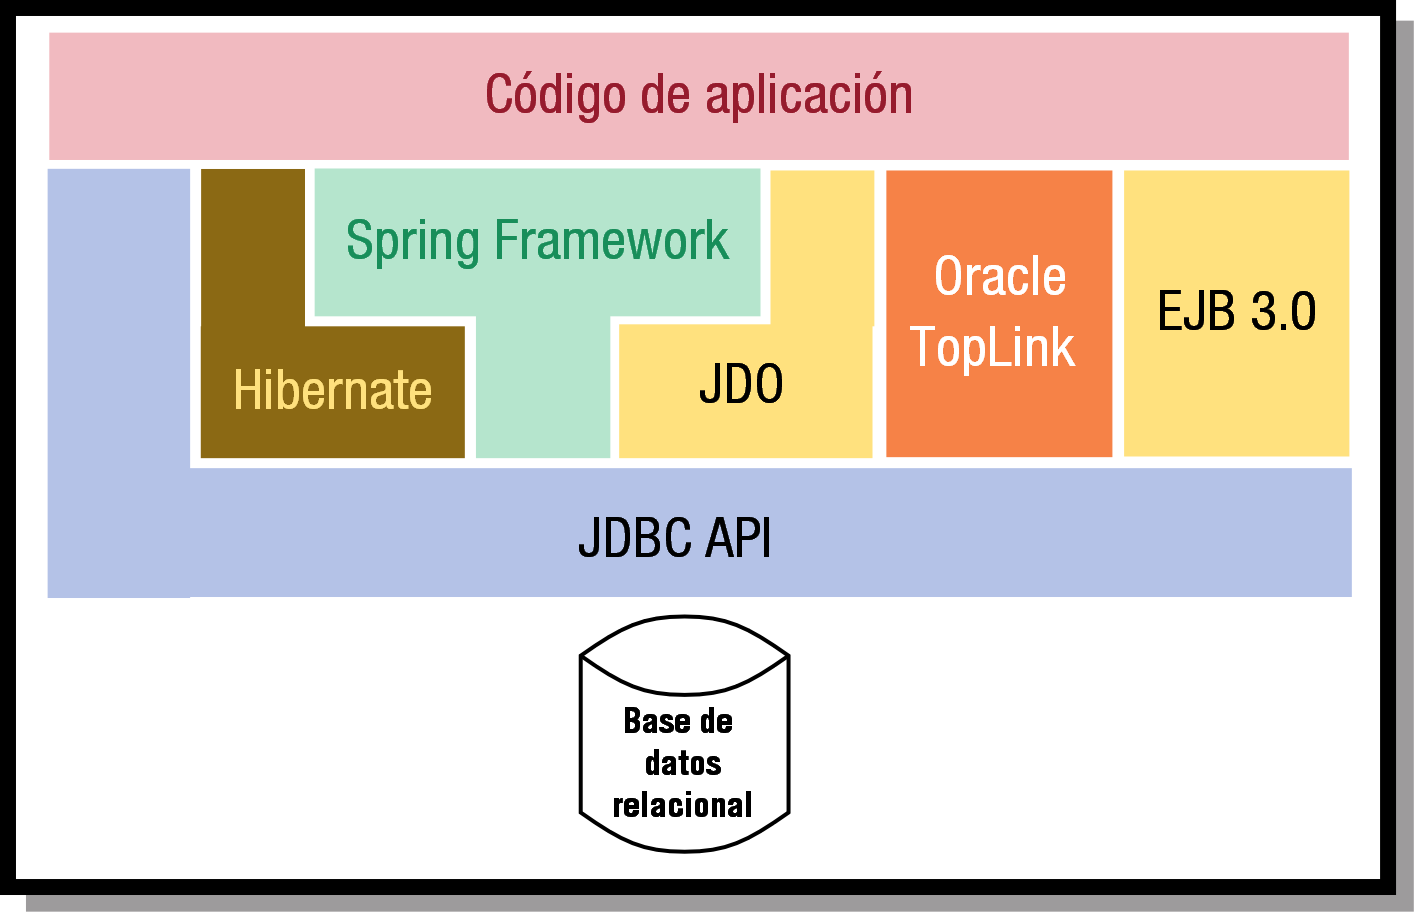 Código de aplicación
Spring Framework
Oracle
TopLink
EJB 3.0
Hibernate
JDO
JDBC API
Base de
datos
relacional